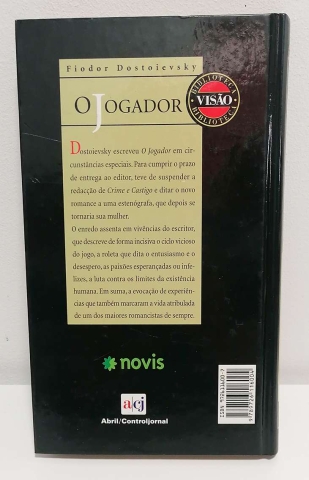 Fiodor Dostoïevsky
O JOGADOR
BIBLIOTECA
VISÃO
BIBLIOTECA
Dostoievsky escreveu O Jogador em cir-
cunstâncias especiais. Para cumprir o prazo
de entrega ao editor, teve de suspender a
redacção de Crime e Castigo e ditar o novo
romance a uma estenógrafa, que depois se
tornaria sua mulher.
O enredo assenta em vivências do escritor,
que descreve de forma incisiva o ciclo vicioso
do jogo, a roleta que dita o entusiasmo e o
desespero, as paixões esperançadas ou infe-
lizes, a luta contra os limites da existência
humana. Em suma, a evocação de experiên-
cias que também marcaram a vida atribulada
de um dos maiores romancistas de sempre.
novis
a/cj
Abril/Controljornal